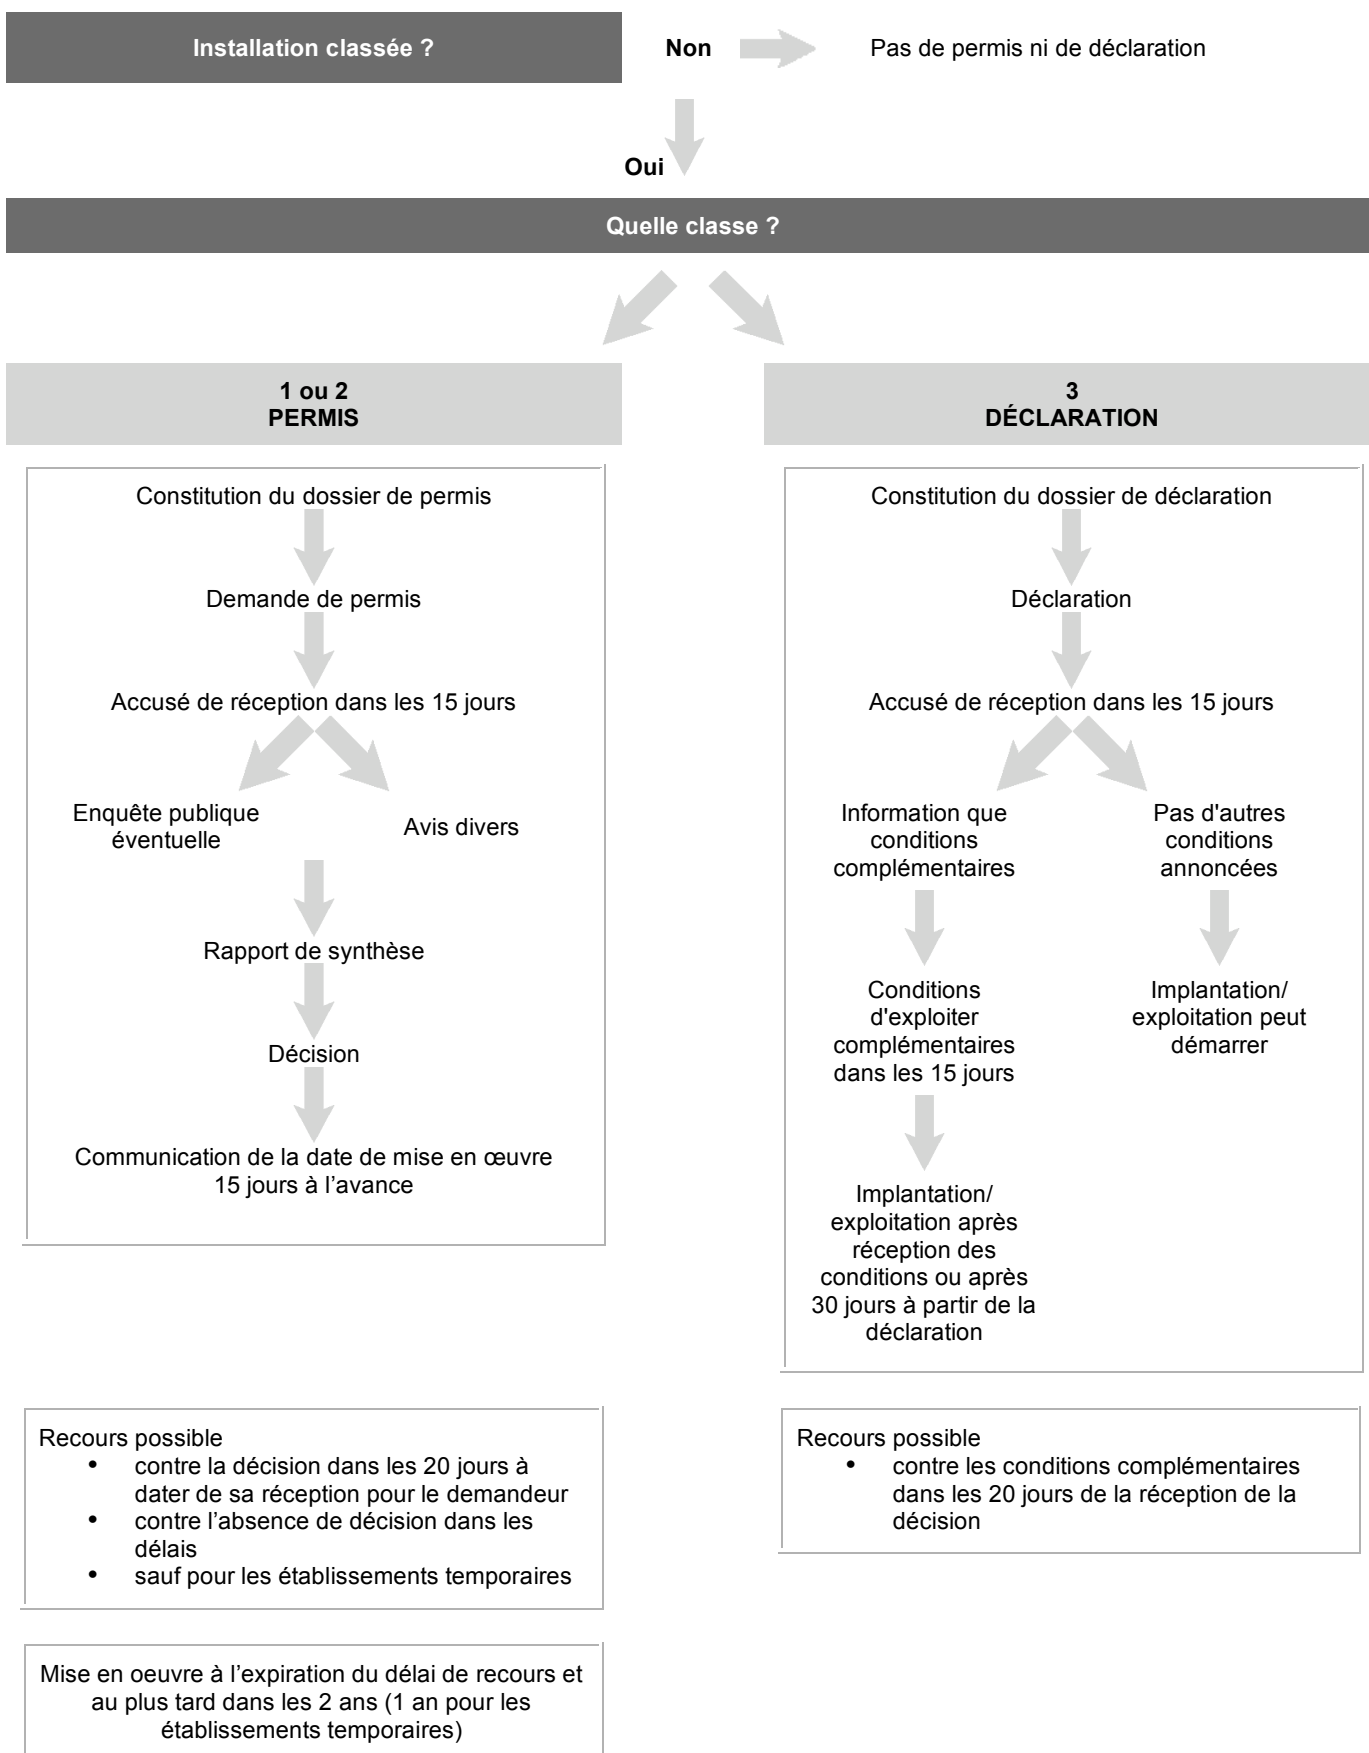 Installation classée ?
Non
Pas de permis ni de déclaration
Oui
Quelle classe ?
1 ou 2
PERMIS
Constitution du dossier de permis
Demande de permis
Accusé de réception dans les 15 jours
Enquête publique
éventuelle
Avis divers
Rapport de synthèse
Décision
Communication de la date de mise en œuvre
15 jours à l’avance
3
DÉCLARATION
Constitution du dossier de déclaration
Déclaration
Accusé de réception dans les 15 jours
Information que
conditions
complémentaires
Pas d'autres
conditions
annoncées
Conditions
d'exploiter
complémentaires
dans les 15 jours
Implantation/
exploitation peut
démarrer
Implantation/
exploitation après
réception des
conditions ou après
30 jours à partir de la
déclaration
Recours possible
• contre la décision dans les 20 jours à
dater de sa réception pour le demandeur
• contre l’absence de décision dans les
délais
• sauf pour les établissements temporaires
Recours possible
• contre les conditions complémentaires
dans les 20 jours de la réception de la
décision
Mise en oeuvre à l’expiration du délai de recours et
au plus tard dans les 2 ans (1 an pour les
établissements temporaires)